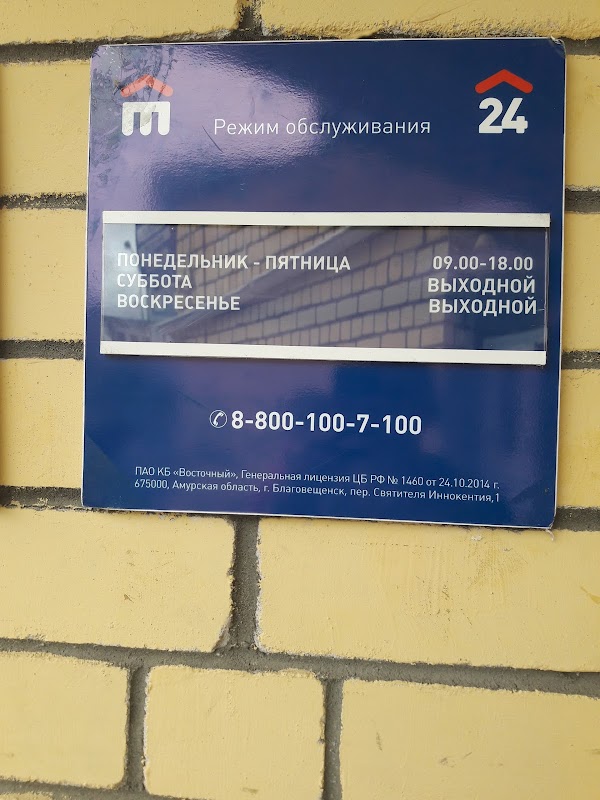 Режим обслуживания
24
ПОНЕДЕЛЬНИК - ПЯТНИЦА 09.00-18.00
СУББОТА ВЫХОДНОЙ
ВОСКРЕСЕНЬЕ ВЫХОДНОЙ
✆ 8-800-100-7-100
ПАО КБ «Восточный», Генеральная лицензия ЦБ РФ № 1460 от 24.10.2014 г.
675000, Амурская область, г. Благовещенск, пер. Святителя Иннокентия,1